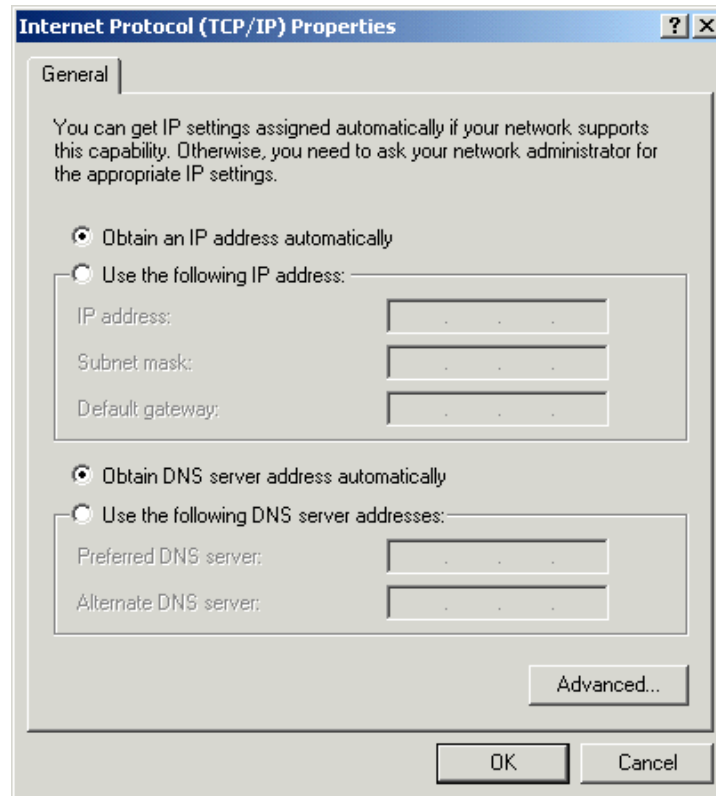 Internet Protocol (TCP/IP) Properties
General
You can get IP settings assigned automatically if your network supports
this capability. Otherwise, you need to ask your network administrator for
the appropriate IP settings.
Obtain an IP address automatically
Use the following IP address:
IP address:
Subnet mask:
Default gateway:
Obtain DNS server address automatically
Use the following DNS server addresses:
Preferred DNS server:
Alternate DNS server:
Advanced...
OK
Cancel